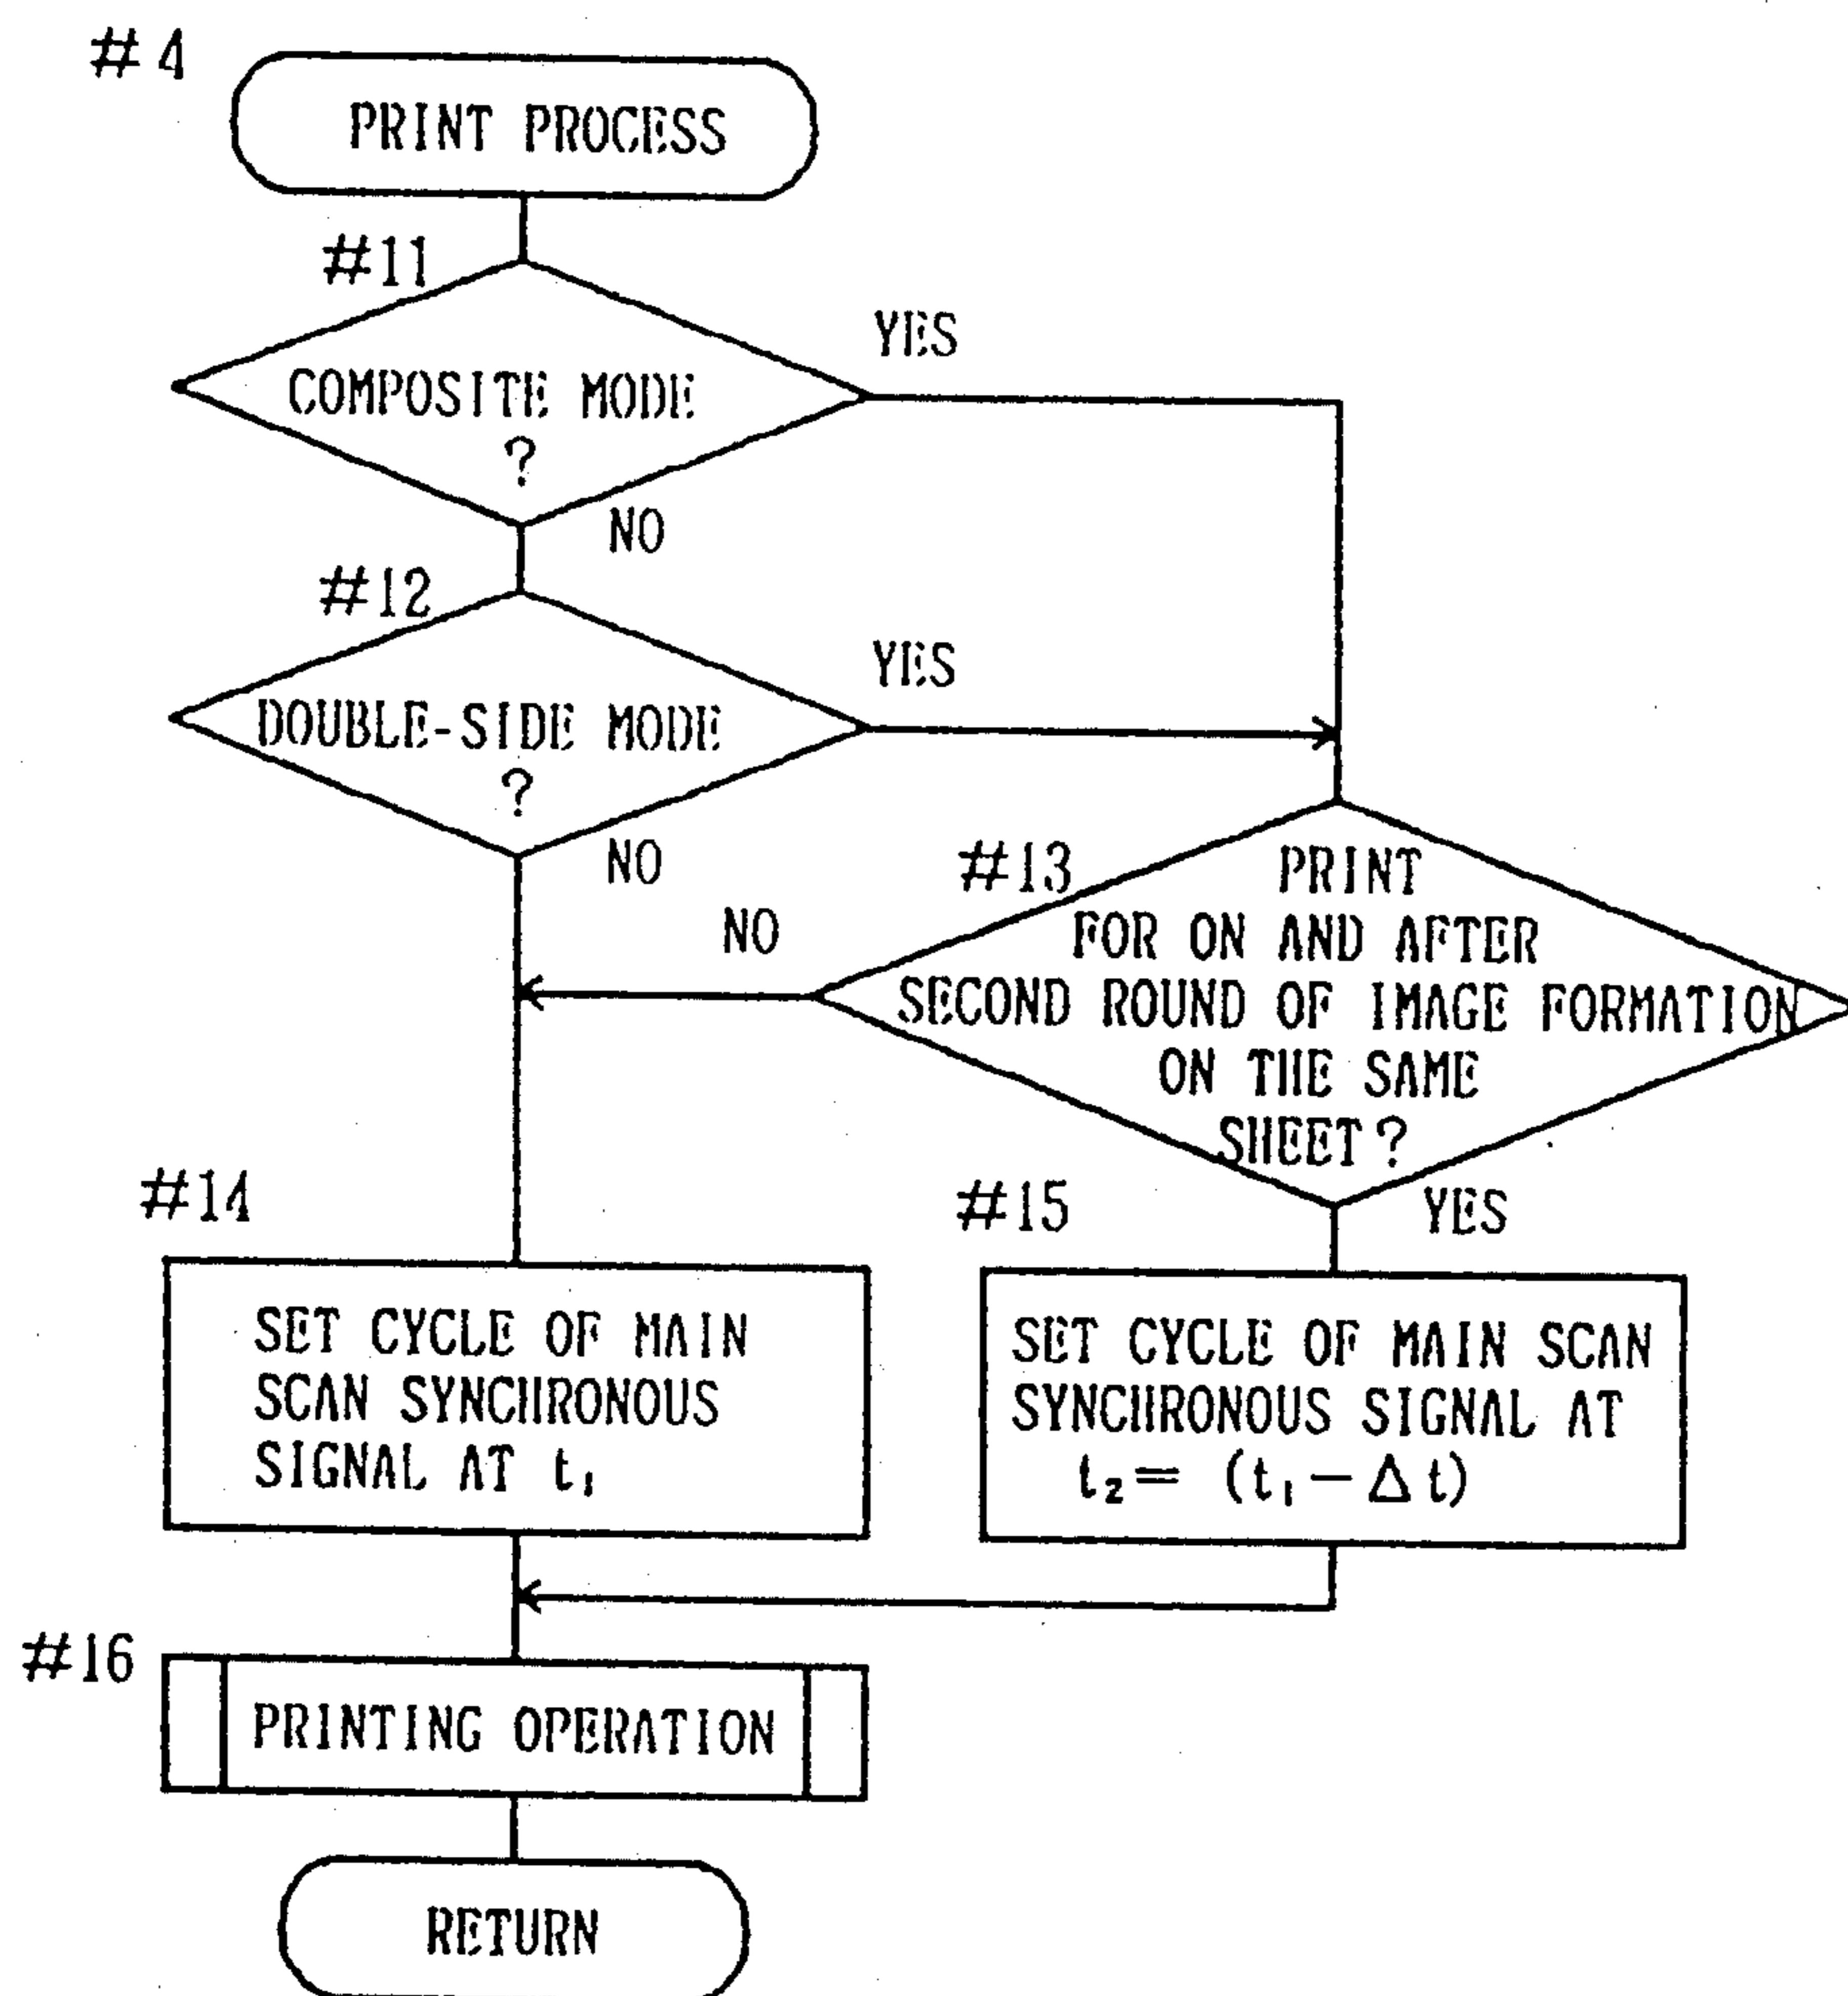 #4
PRINT PROCESS
#11
COMPOSITE MODE
?
YES
NO
#12
DOUBLE-SIDE MODE
?
YES
NO
#13
PRINT
FOR ON AND AFTER
SECOND ROUND OF IMAGE FORMATION
ON THE SAME
SHEET?
NO
YES
#14
SET CYCLE OF MAIN
SCAN SYNCHRONOUS
SIGNAL AT t₁
#15
SET CYCLE OF MAIN SCAN
SYNCHRONOUS SIGNAL AT
t₂= (t₁-Δt)
#16
PRINTING OPERATION
RETURN